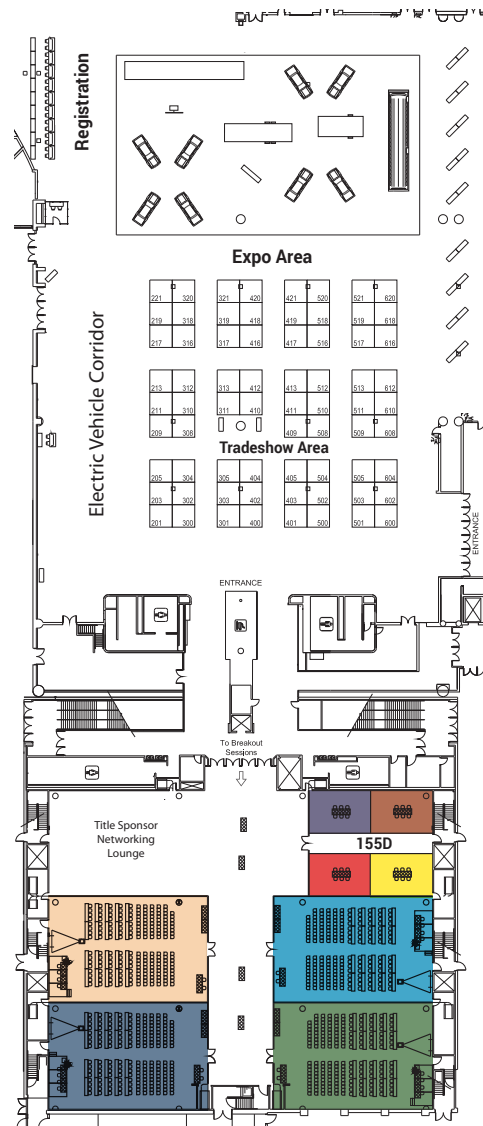 Registration
Expo Area
Electric Vehicle Corridor
221 320 321 420 421 520 521 620
219 318 319 418 419 518 519 618
217 316 317 416 417 516 517 616
213 312 313 412 413 512 513 612
211 310 311 410 411 510 511 610
209 308 409 508 509 608
Tradeshow Area
205 304 305 404 405 504 505 604
203 302 303 402 403 502 503 602
201 300 301 400 401 500 501 600
ENTRANCE
ENTRANCE
To Breakout
Sessions
Title Sponsor
Networking
Lounge
155D